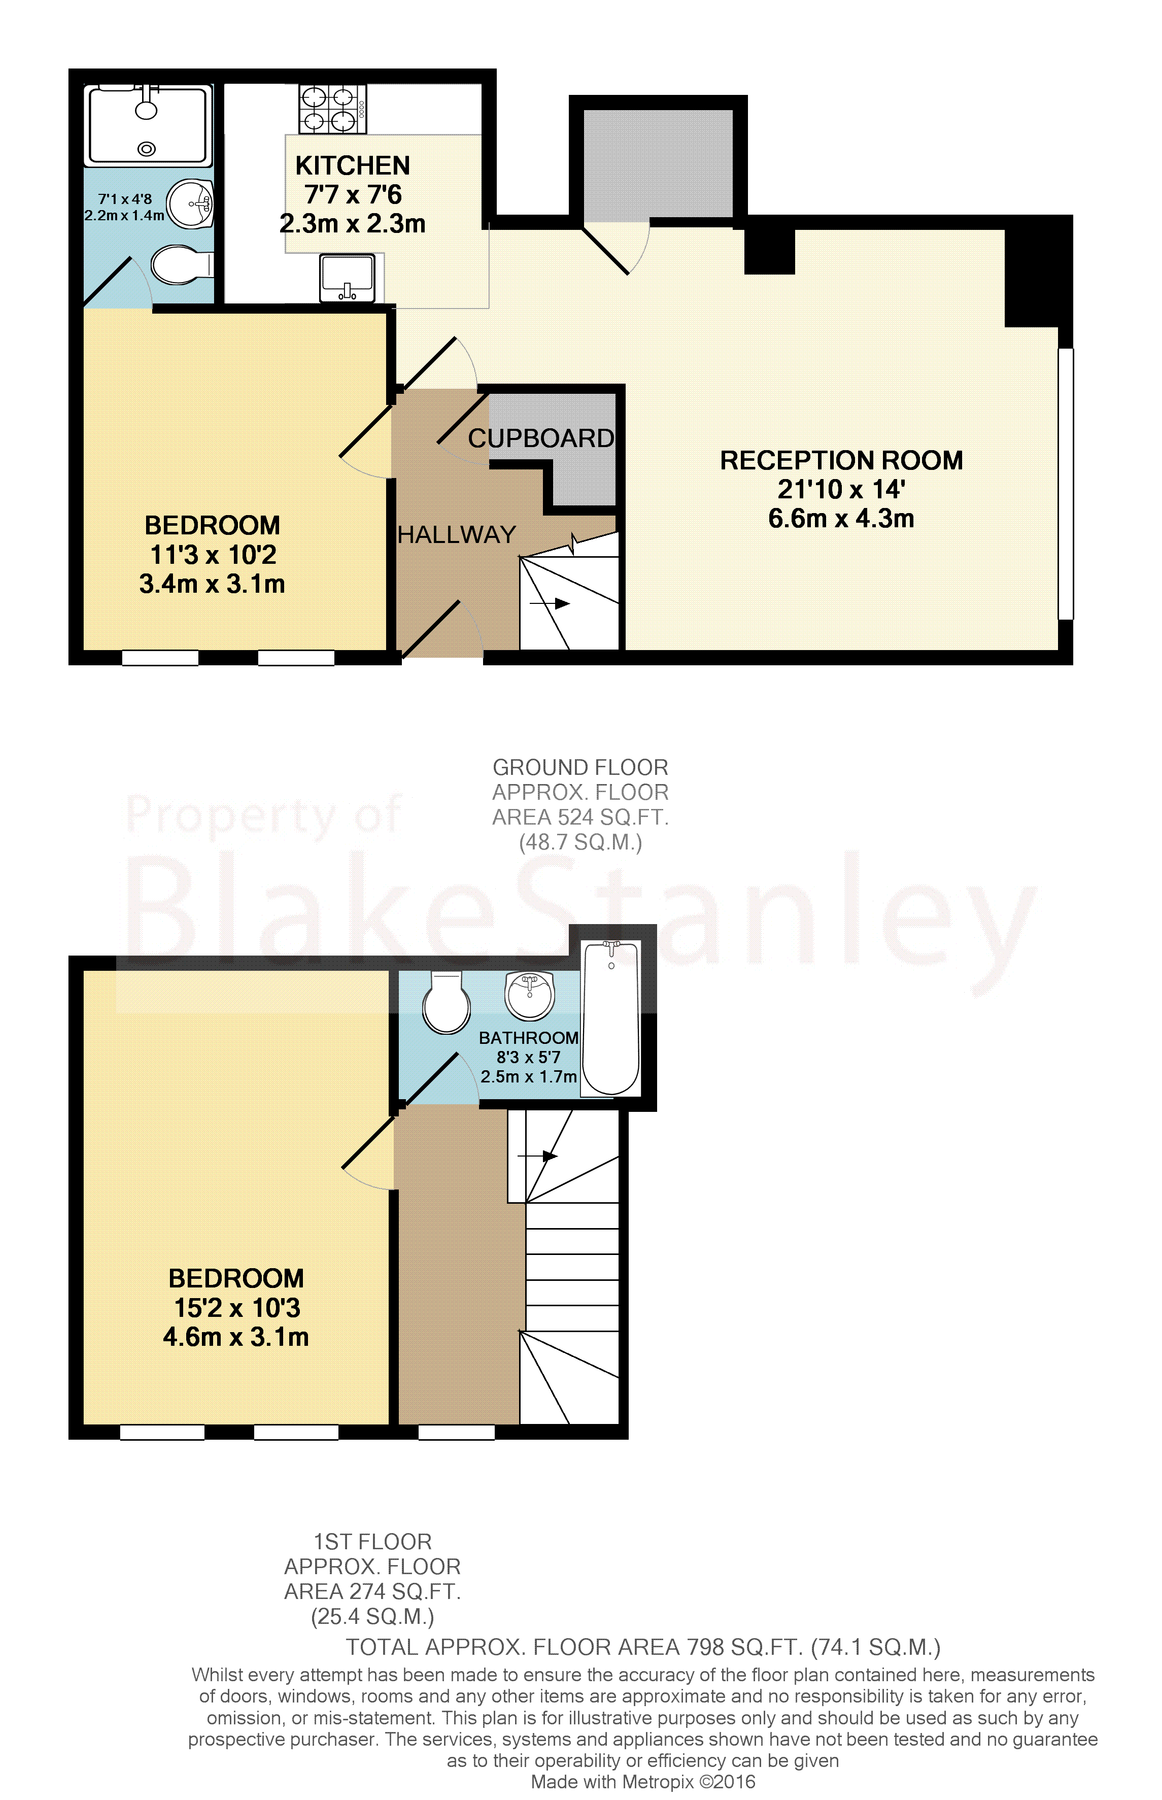 KITCHEN
7'7 x 7'6
2.3m x 2.3m
7'1 x 4'8
2.2m x 1.4m
CUPBOARD
RECEPTION ROOM
21'10 x 14'
6.6m x 4.3m
BEDROOM
11'3 x 10'2
3.4m x 3.1m
HALLWAY
GROUND FLOOR
APPROX. FLOOR
AREA 524 SQ.FT.
(48.7 SQ.M.)
Property of
BlakeStanley
BATHROOM
8'3 x 5'7
2.5m x 1.7m
BEDROOM
15'2 x 10'3
4.6m x 3.1m
1ST FLOOR
APPROX. FLOOR
AREA 274 SQ.FT.
(25.4 SQ.M.)
TOTAL APPROX. FLOOR AREA 798 SQ.FT. (74.1 SQ.M.)
Whilst every attempt has been made to ensure the accuracy of the floor plan contained here, measurements
of doors, windows, rooms and any other items are approximate and no responsibility is taken for any error,
omission, or mis-statement. This plan is for illustrative purposes only and should be used as such by any
prospective purchaser. The services, systems and appliances shown have not been tested and no guarantee
as to their operability or efficiency can be given
Made with Metropix ©2016